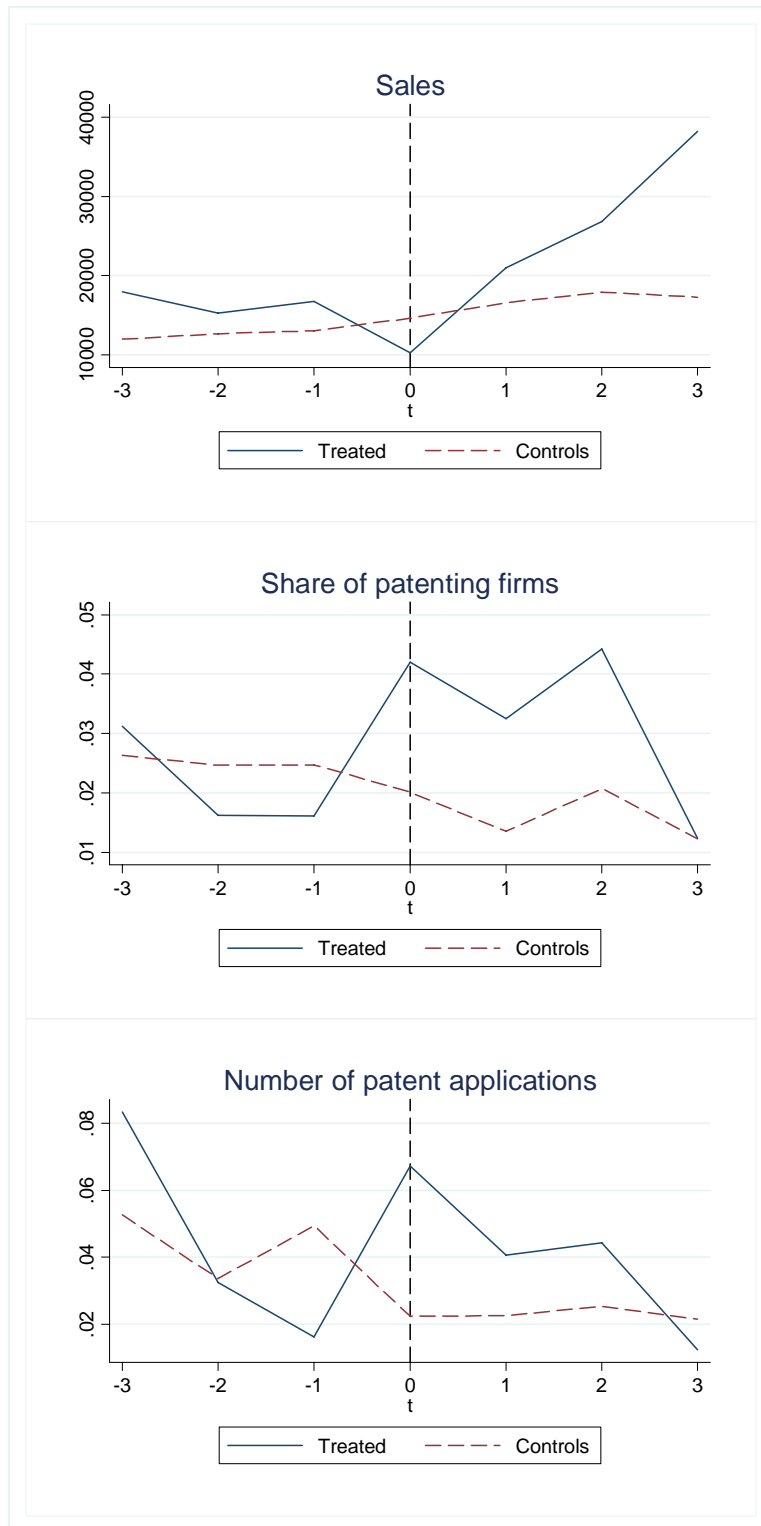 Sales
40000
30000
20000
10000
-3 -2 -1 0 1 2 3
t
Treated Controls
Share of patenting firms
.05
.04
.03
.02
.01
-3 -2 -1 0 1 2 3
t
Treated Controls
Number of patent applications
.08
.06
.04
.02
-3 -2 -1 0 1 2 3
t
Treated Controls